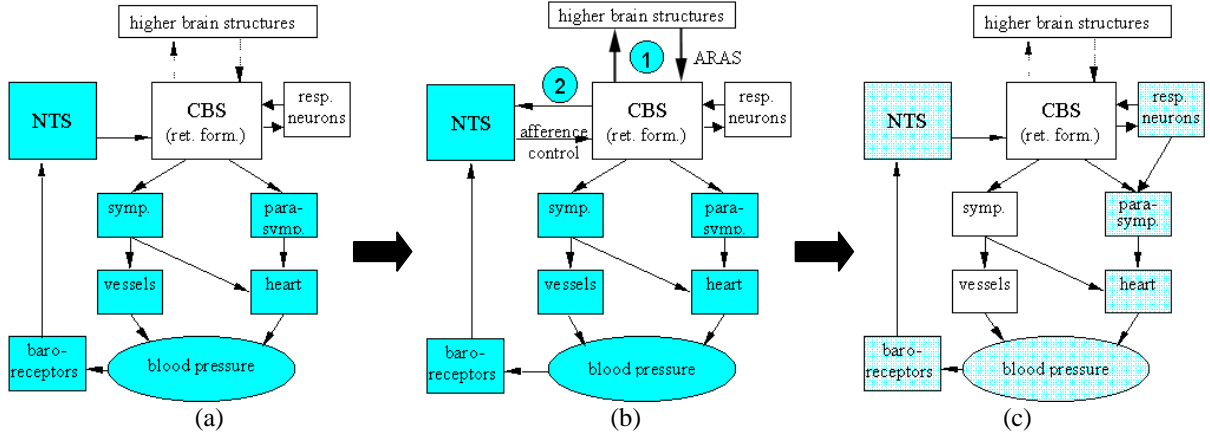 higher brain structures
NTS
CBS
(ret. form.)
resp.
neurons
symp.
para-
symp.
vessels
heart
baro-
receptors
blood pressure
(a)
higher brain structures
1
ARAS
2
NTS
afference
control
CBS
(ret. form.)
resp.
neurons
symp.
para-
symp.
vessels
heart
baro-
receptors
blood pressure
(b)
higher brain structures
NTS
CBS
(ret. form.)
resp.
neurons
symp.
para-
symp.
vessels
heart
baro-
receptors
blood pressure
(c)